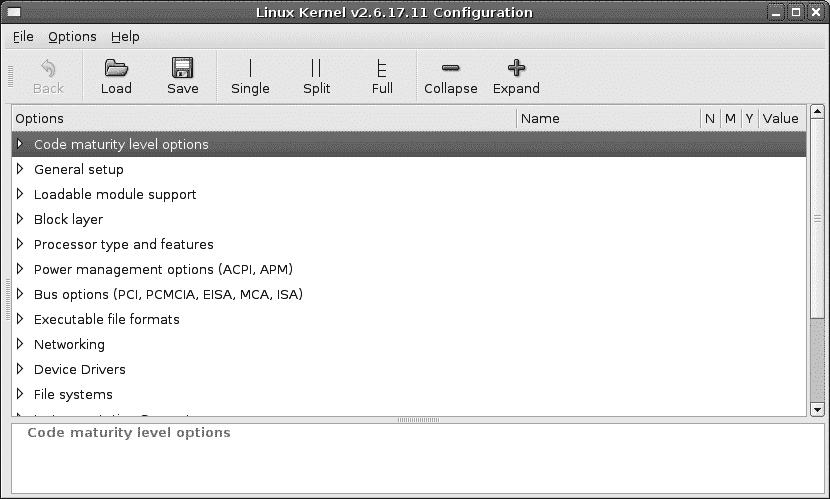 Linux Kernel v2.6.17.11 Configuration
File Options Help
Back Load Save Single Split Full Collapse Expand
Options Name N M Y Value
Code maturity level options
General setup
Loadable module support
Block layer
Processor type and features
Power management options (ACPI, APM)
Bus options (PCI, PCMCIA, EISA, MCA, ISA)
Executable file formats
Networking
Device Drivers
File systems
Code maturity level options